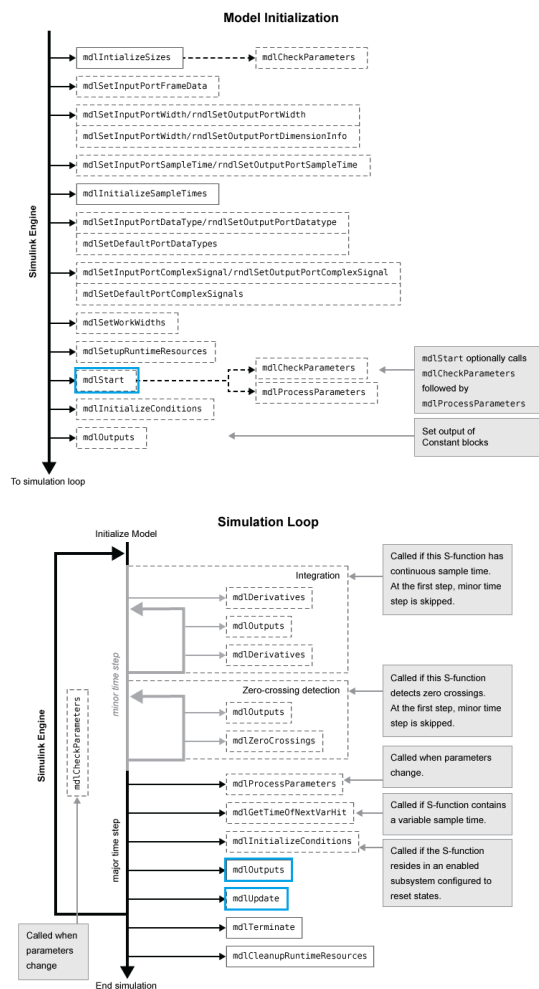 Model Initialization
mdlIntializeSizes
mdlCheckParameters
mdlSetInputPortFrameData
mdlSetInputPortWidth/rndlSetOutputPortWidth
mdlSetInputPortWidth/rndlSetOutputPortDimensionInfo
mdlSetInputPortSampleTime/rndlSetOutputPortSampleTime
mdlInitializeSampleTimes
mdlSetInputPortDataType/rndlSetOutputPortDatatype
mdlSetDefaultPortDataTypes
mdlSetInputPortComplexSignal/rndlSetOutputPortComplexSignal
mdlSetDefaultPortComplexSignals
mdlSetWorkWidths
mdlSetupRuntimeResources
mdlStart
mdlCheckParameters
mdlProcessParameters
mdlStart optionally calls
mdlCheckParameters
followed by
mdlProcessParameters
mdlInitializeConditions
mdlOutputs
Set output of
Constant blocks
Simulink Engine
To simulation loop
Simulation Loop
Initialize Model
Integration
Called if this S-function has
continuous sample time.
At the first step, minor time
step is skipped.
mdlDerivatives
mdlOutputs
mdlDerivatives
minor time step
Zero-crossing detection
Called if this S-function
detects zero crossings.
At the first step, minor time
step is skipped.
mdlOutputs
mdlZeroCrossings
Simulink Engine
mdlCheckParameters
mdlProcessParameters
Called when parameters
change.
mdlGetTimeOfNextVarHit
Called if S-function contains
a variable sample time.
mdlInitializeConditions
Called if the S-function
resides in an enabled
subsystem configured to
reset states.
major time step
mdlOutputs
mdlUpdate
mdlTerminate
mdlCleanupRuntimeResources
Called when
parameters
change
End simulation